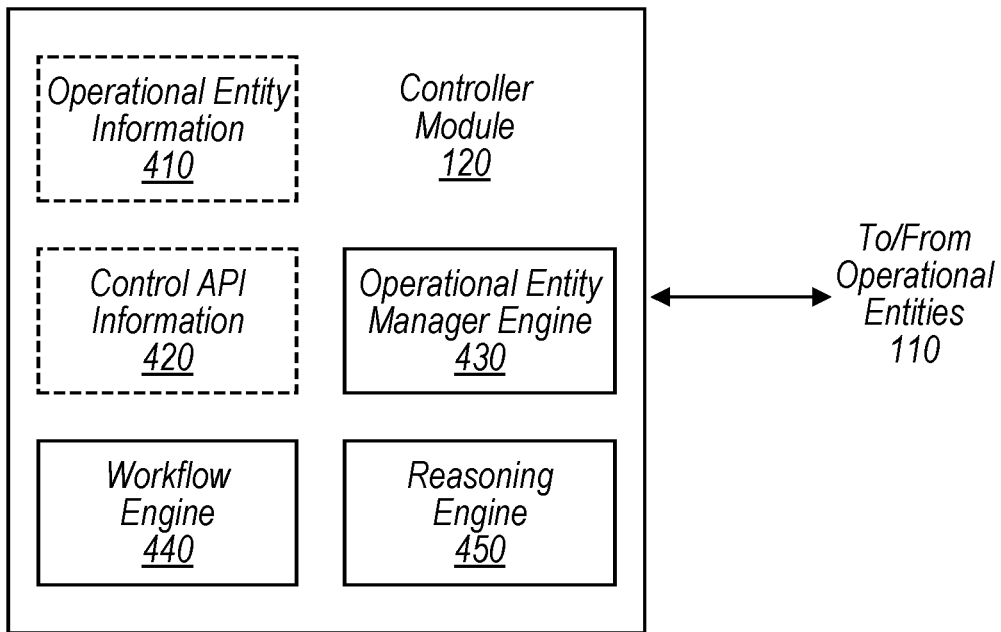 Operational Entity
Information
410
Controller
Module
120
Control API
Information
420
Operational Entity
Manager Engine
430
To/From
Operational
Entities
110
Workflow
Engine
440
Reasoning
Engine
450